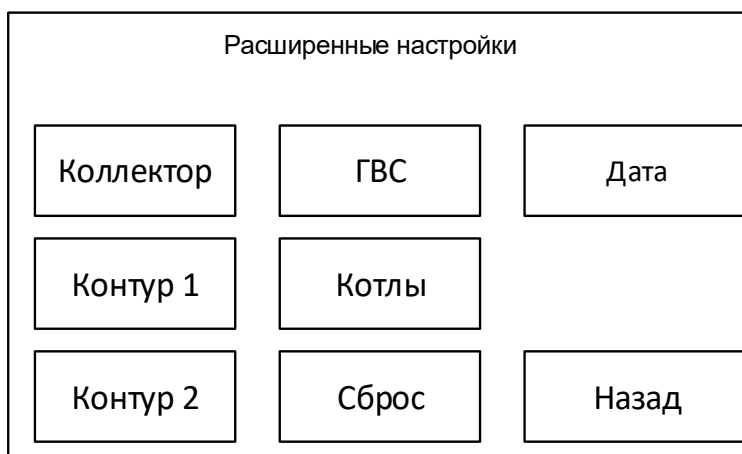 Расширенные настройки
Коллектор ГВС Дата
Контур 1 Котлы
Контур 2 Сброс Назад